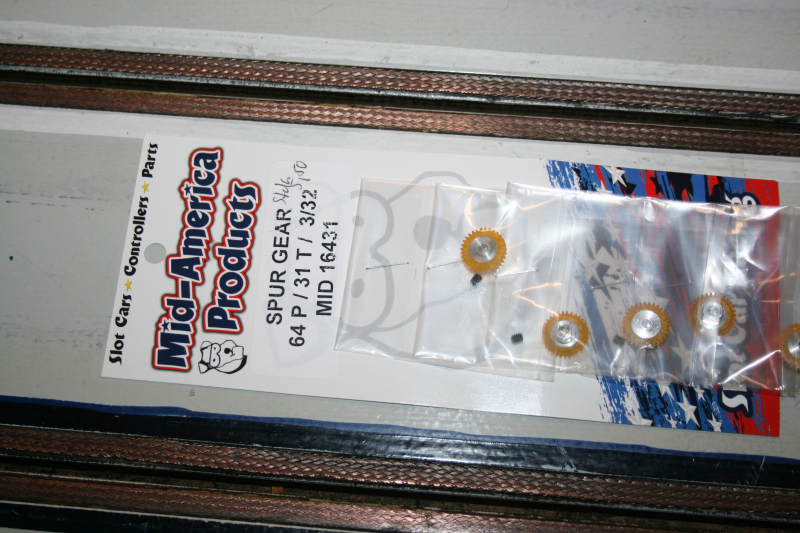 Slot Cars ★ Controllers ★ Parts
Mid-America
Products
SPUR GEAR
64 P / 31 T / 3/32
MID 16431